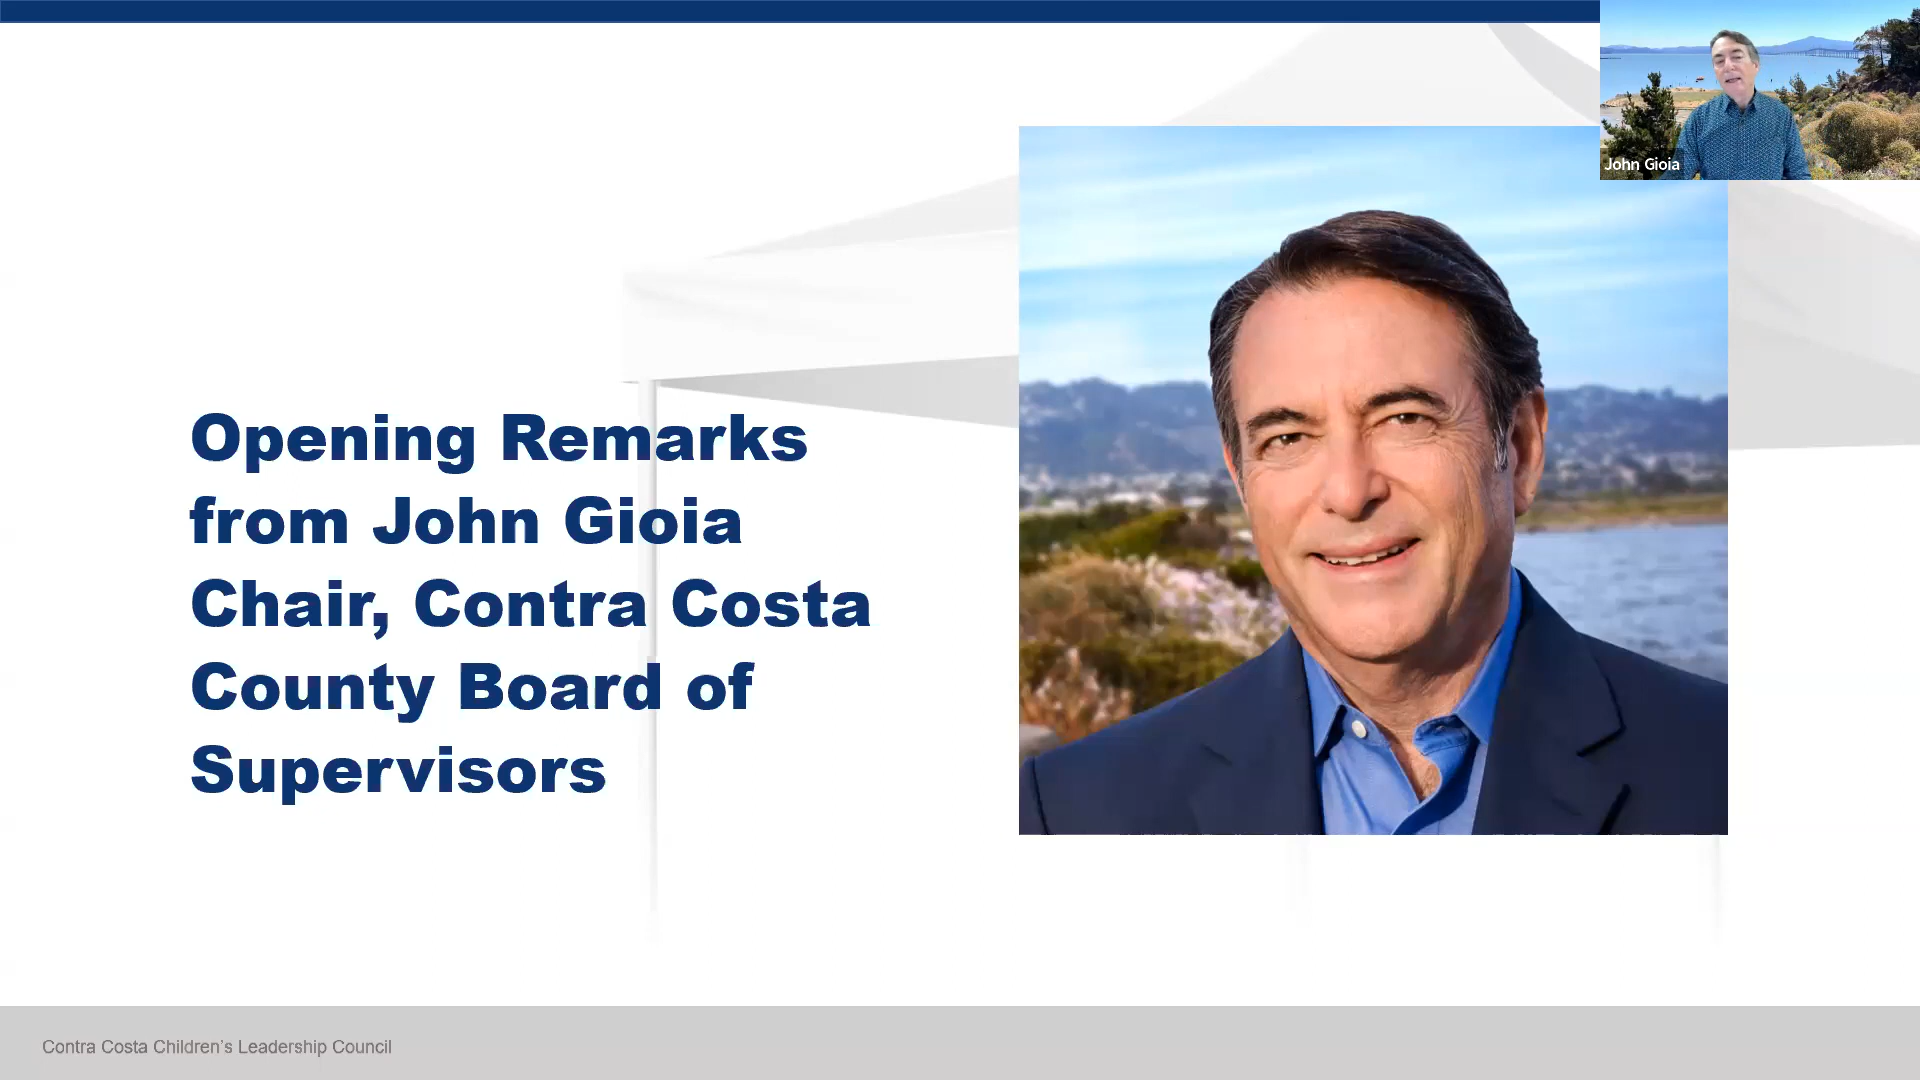 John Gioia
Opening Remarks
from John Gioia
Chair, Contra Costa
County Board of
Supervisors
Contra Costa Children's Leadership Council